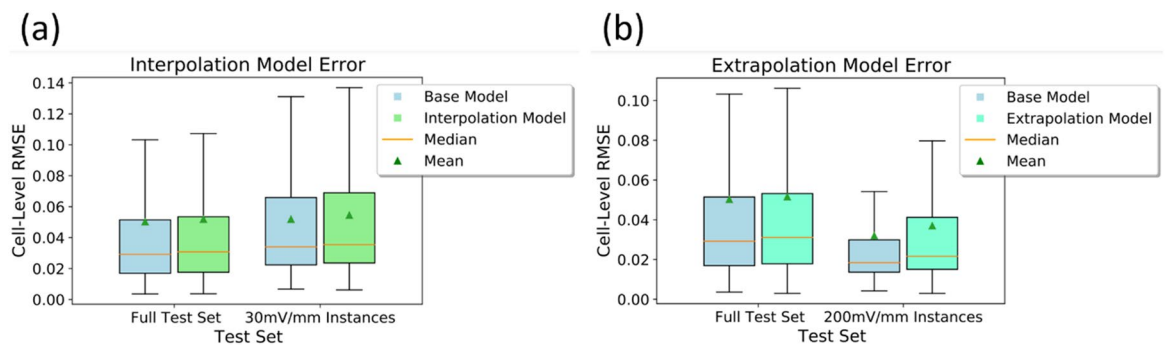 (a)
Interpolation Model Error
Cell-Level RMSE
0.14
0.12
0.10
0.08
0.06
0.04
0.02
0.00
Base Model
Interpolation Model
Median
Mean
Full Test Set
30mV/mm Instances
Test Set
(b)
Extrapolation Model Error
Cell-Level RMSE
0.10
0.08
0.06
0.04
0.02
0.00
Base Model
Extrapolation Model
Median
Mean
Full Test Set
200mV/mm Instances
Test Set